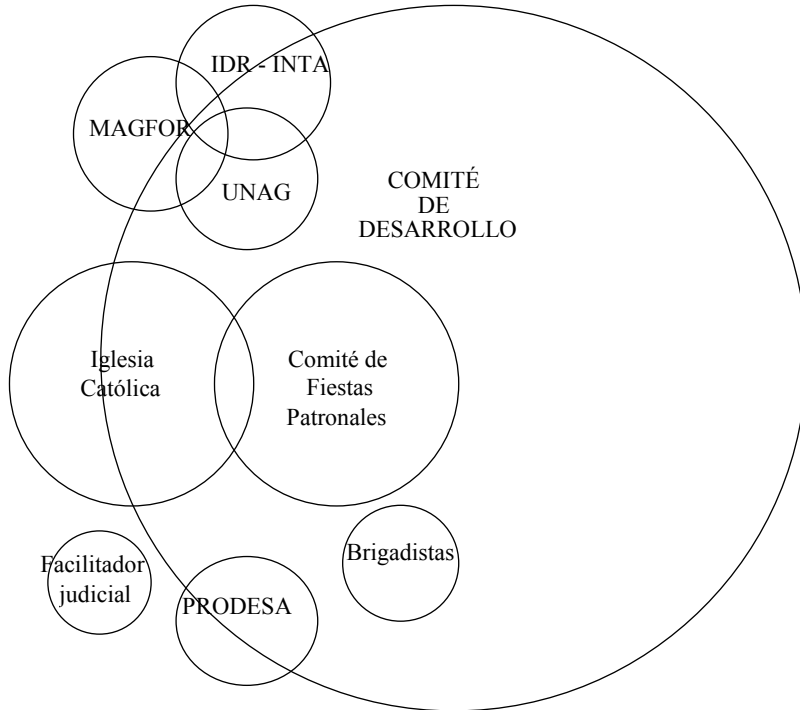 IDR - INTA
MAGFOR
UNAG
COMITÉ
DE
DESARROLLO
Iglesia
Católica
Comité de
Fiestas
Patronales
Brigadistas
Facilitador
judicial
PRODESA